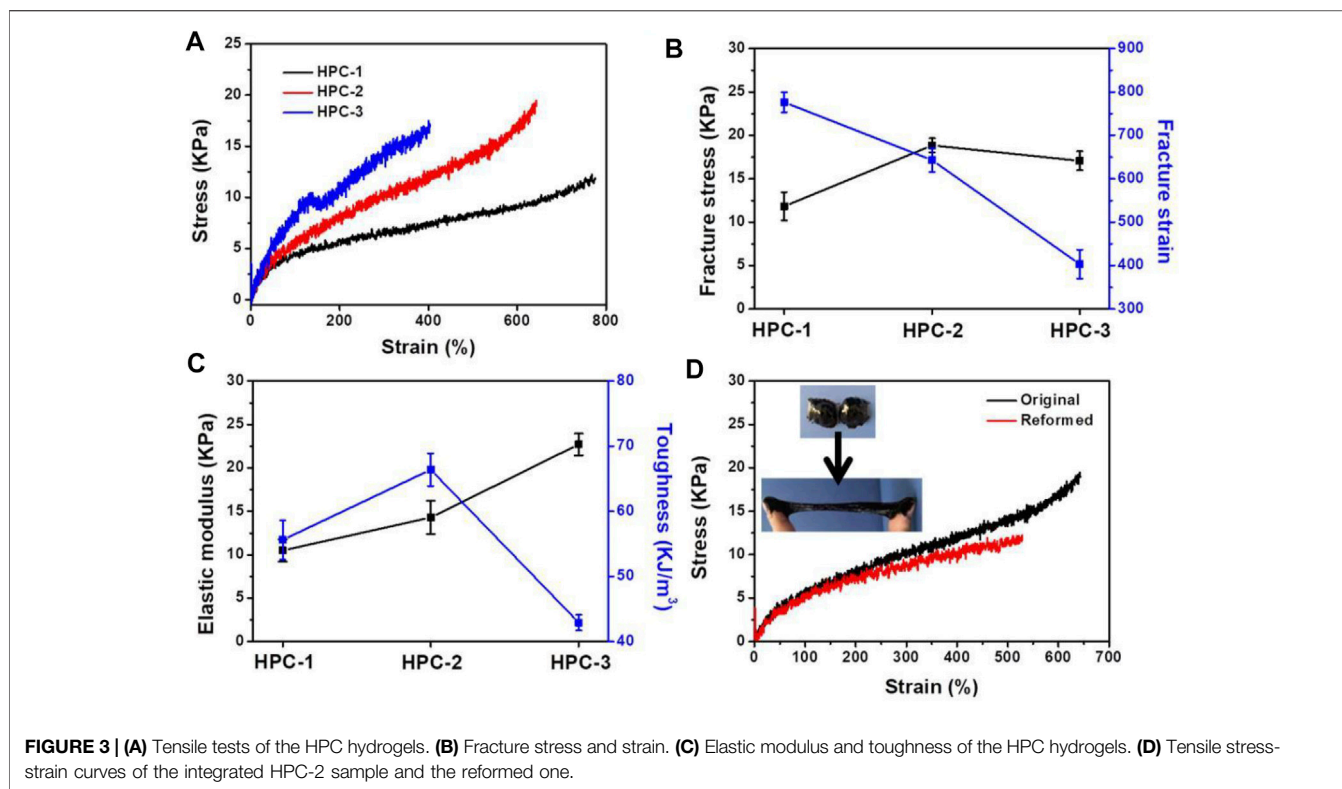 A
25
20
15
10
5
0
Stress (KPa)
HPC-1
HPC-2
HPC-3
0 200 400 600 800
Strain (%)
B
30
25
20
15
10
5
0
Fracture stress (KPa)
900
800
700
600
500
400
300
Fracture strain
HPC-1 HPC-2 HPC-3
C
30
25
20
15
10
5
0
Elastic modulus (KPa)
80
70
60
50
40
Toughness (KJ/m³)
HPC-1 HPC-2 HPC-3
D
30
25
20
15
10
5
0
Stress (KPa)
Original
Reformed
0 100 200 300 400 500 600 700
Strain (%)
FIGURE 3 | (A) Tensile tests of the HPC hydrogels. (B) Fracture stress and strain. (C) Elastic modulus and toughness of the HPC hydrogels. (D) Tensile stress-
strain curves of the integrated HPC-2 sample and the reformed one.